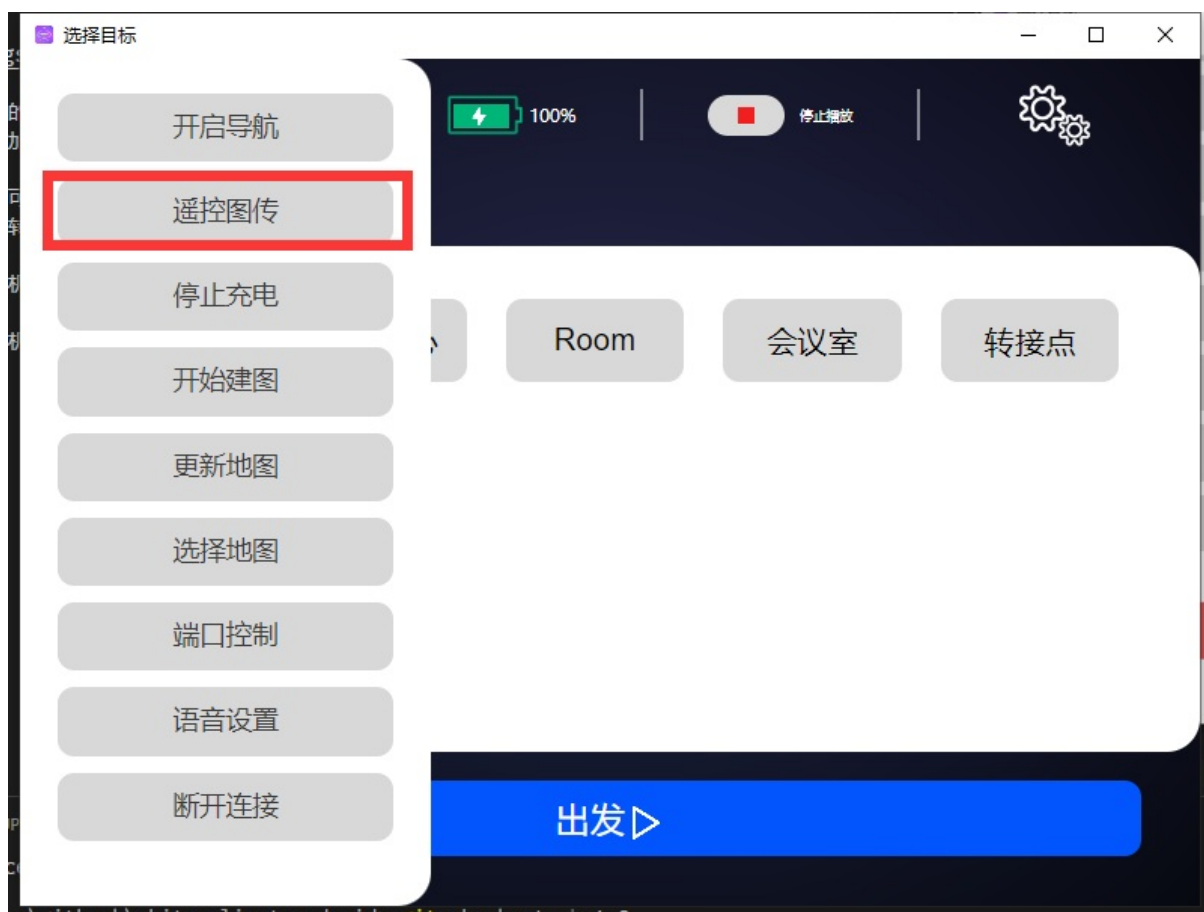 选择目标
开启导航
100%
停止播放
遥控图传
停止充电
Room
会议室
转接点
开始建图
更新地图
选择地图
端口控制
语音设置
断开连接
出发